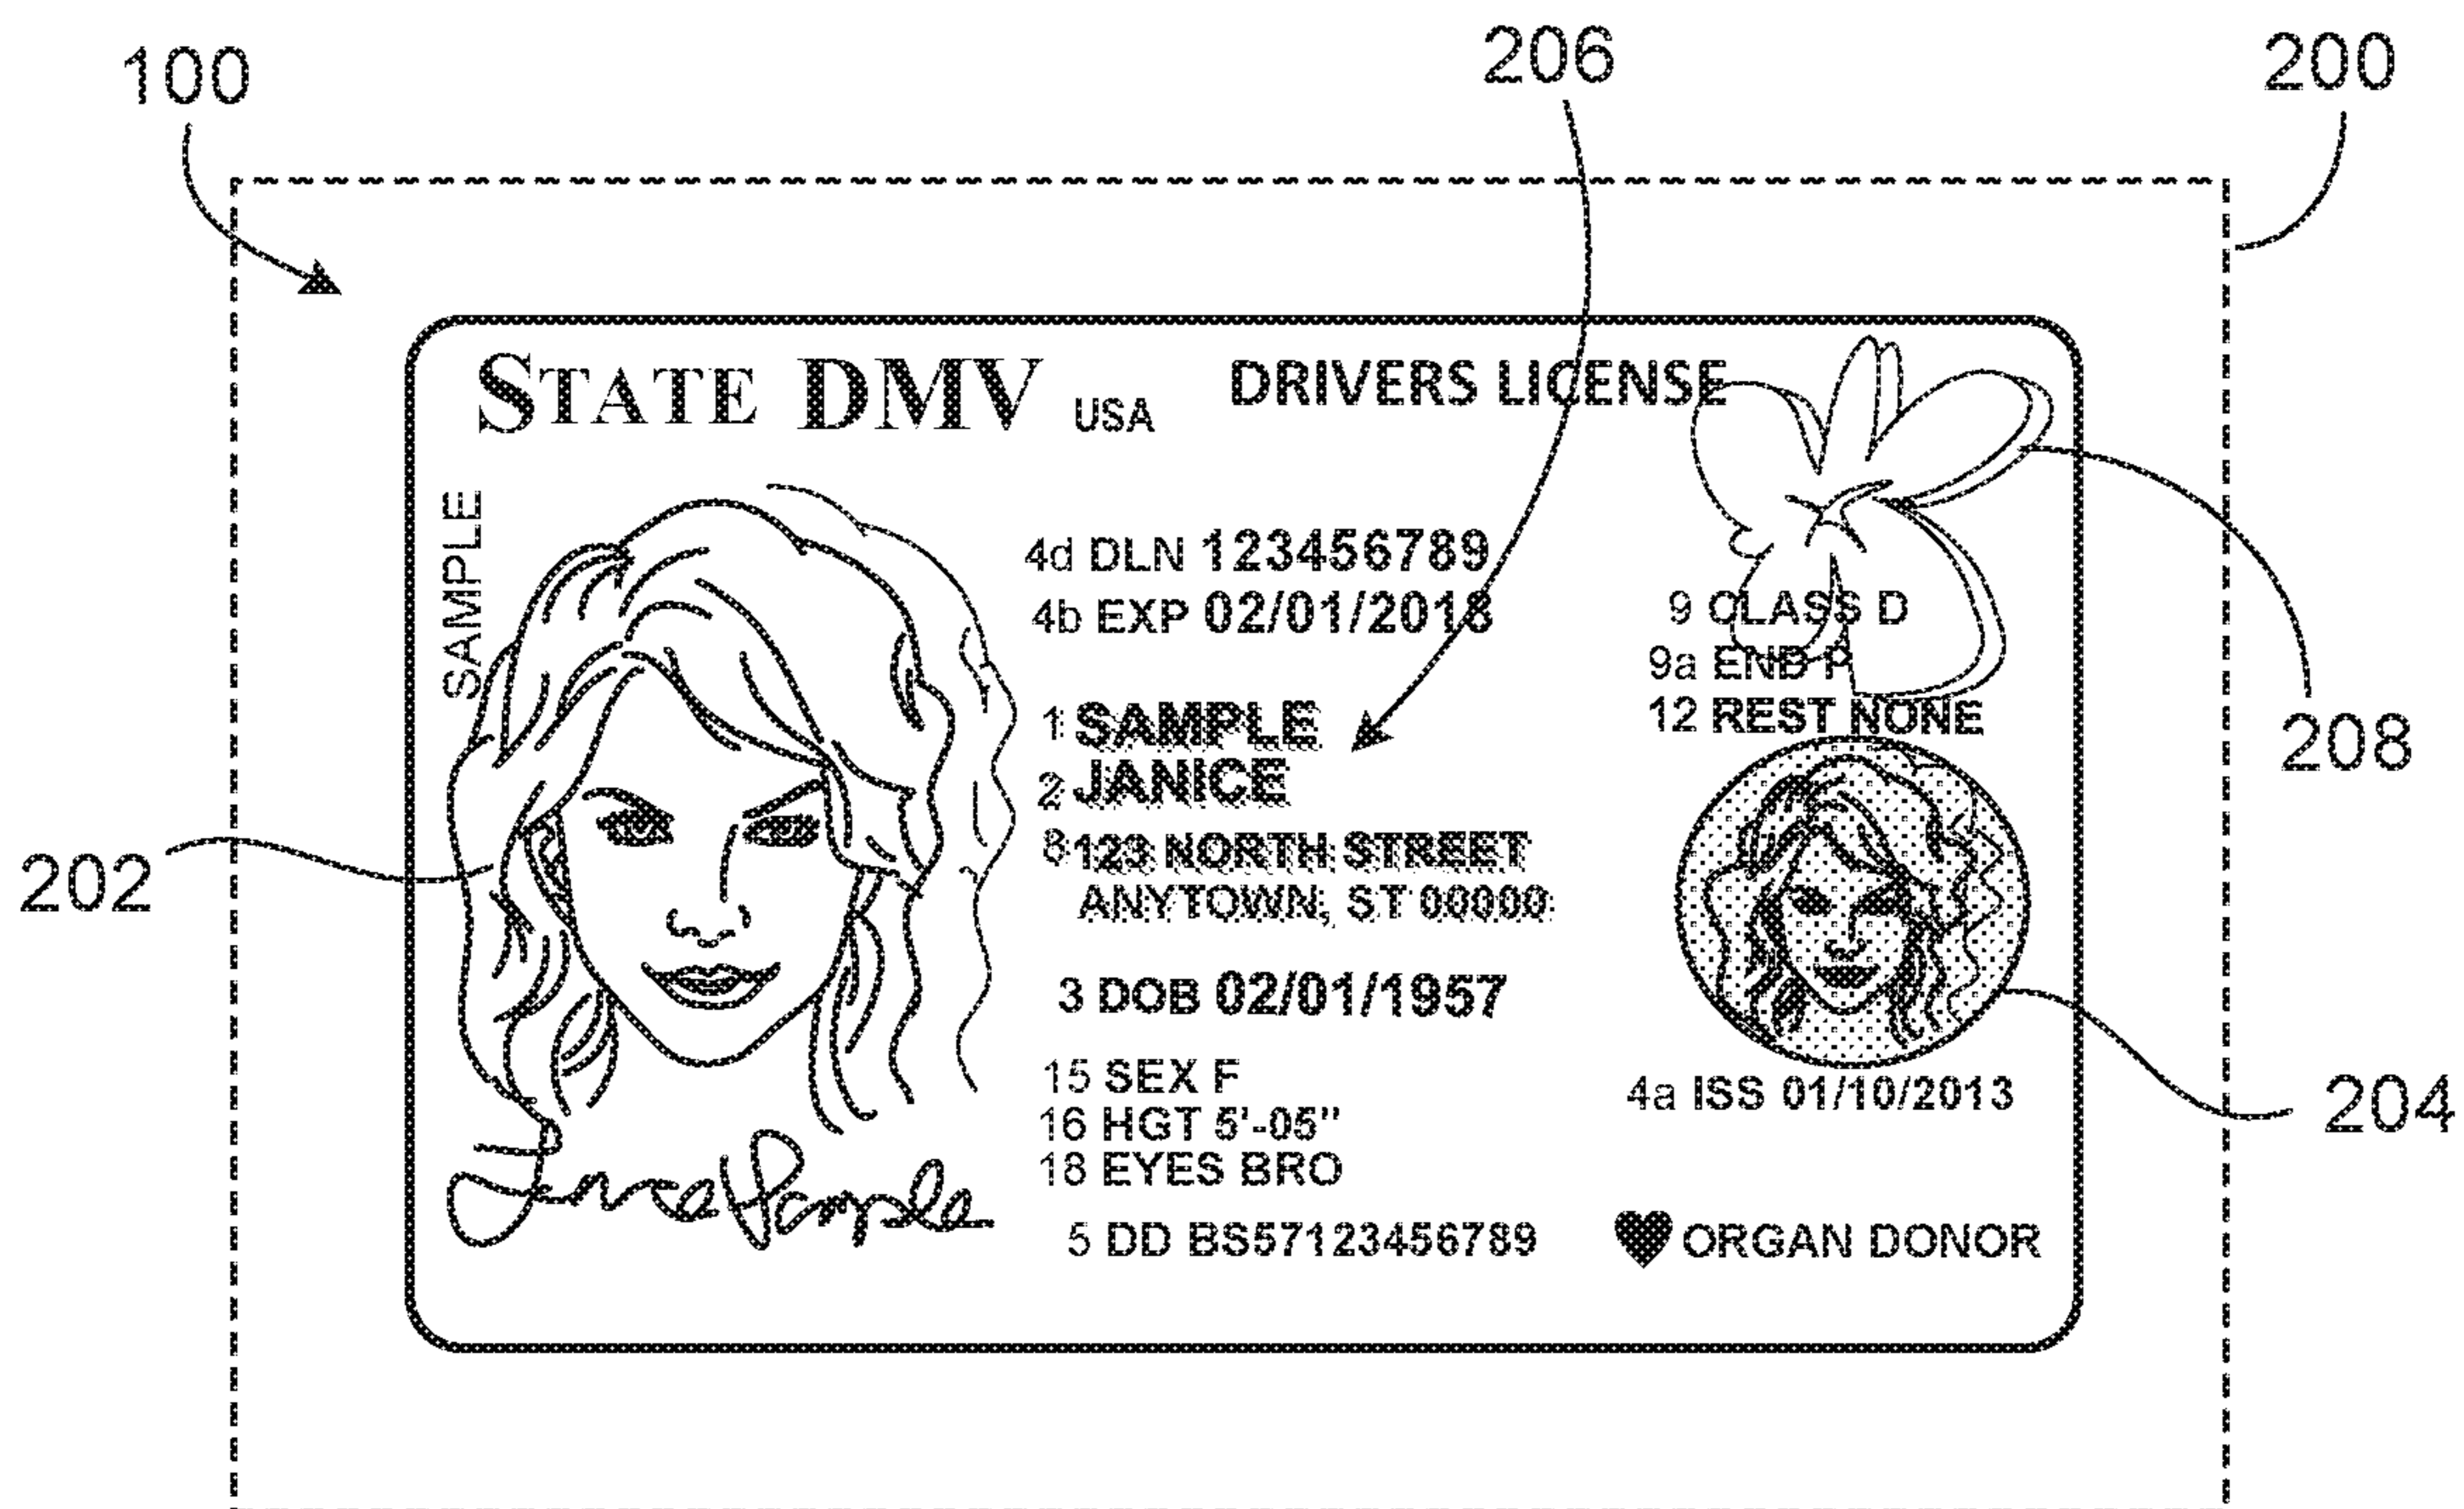 100
206
200
STATE DMV USA DRIVERS LICENSE
SAMPLE
4d DLN 123456789
4b EXP 02/01/2018
9 CLASS D
9a END P
12 REST NONE
208
1 SAMPLE
2 JANICE
8 123 NORTH STREET
ANYTOWN, ST 00000
202
3 DOB 02/01/1957
15 SEX F
16 HGT 5'-05"
18 EYES BRO
4a ISS 01/10/2013
204
5 DD BS57123456789
ORGAN DONOR